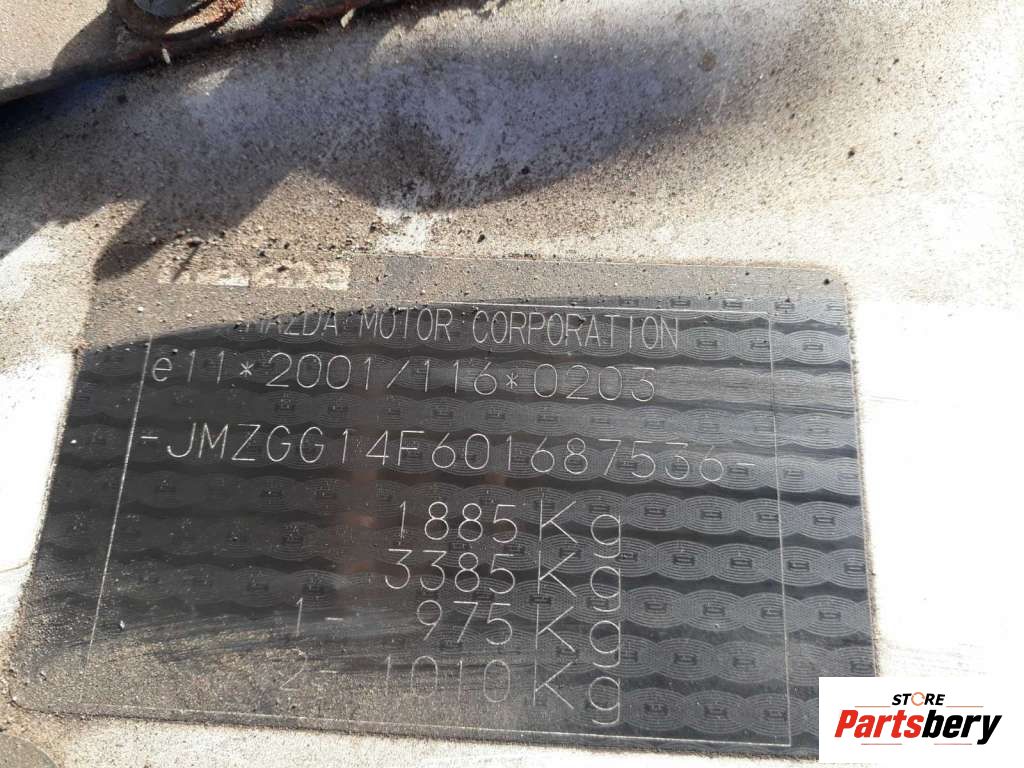 mazda
MAZDA MOTOR CORPORATION
e11*2001/116*0203
-JMZGG14F601687536-
1885 Kg
3385 Kg
1- 975 Kg
2- 1010 Kg
STORE
Partsbery